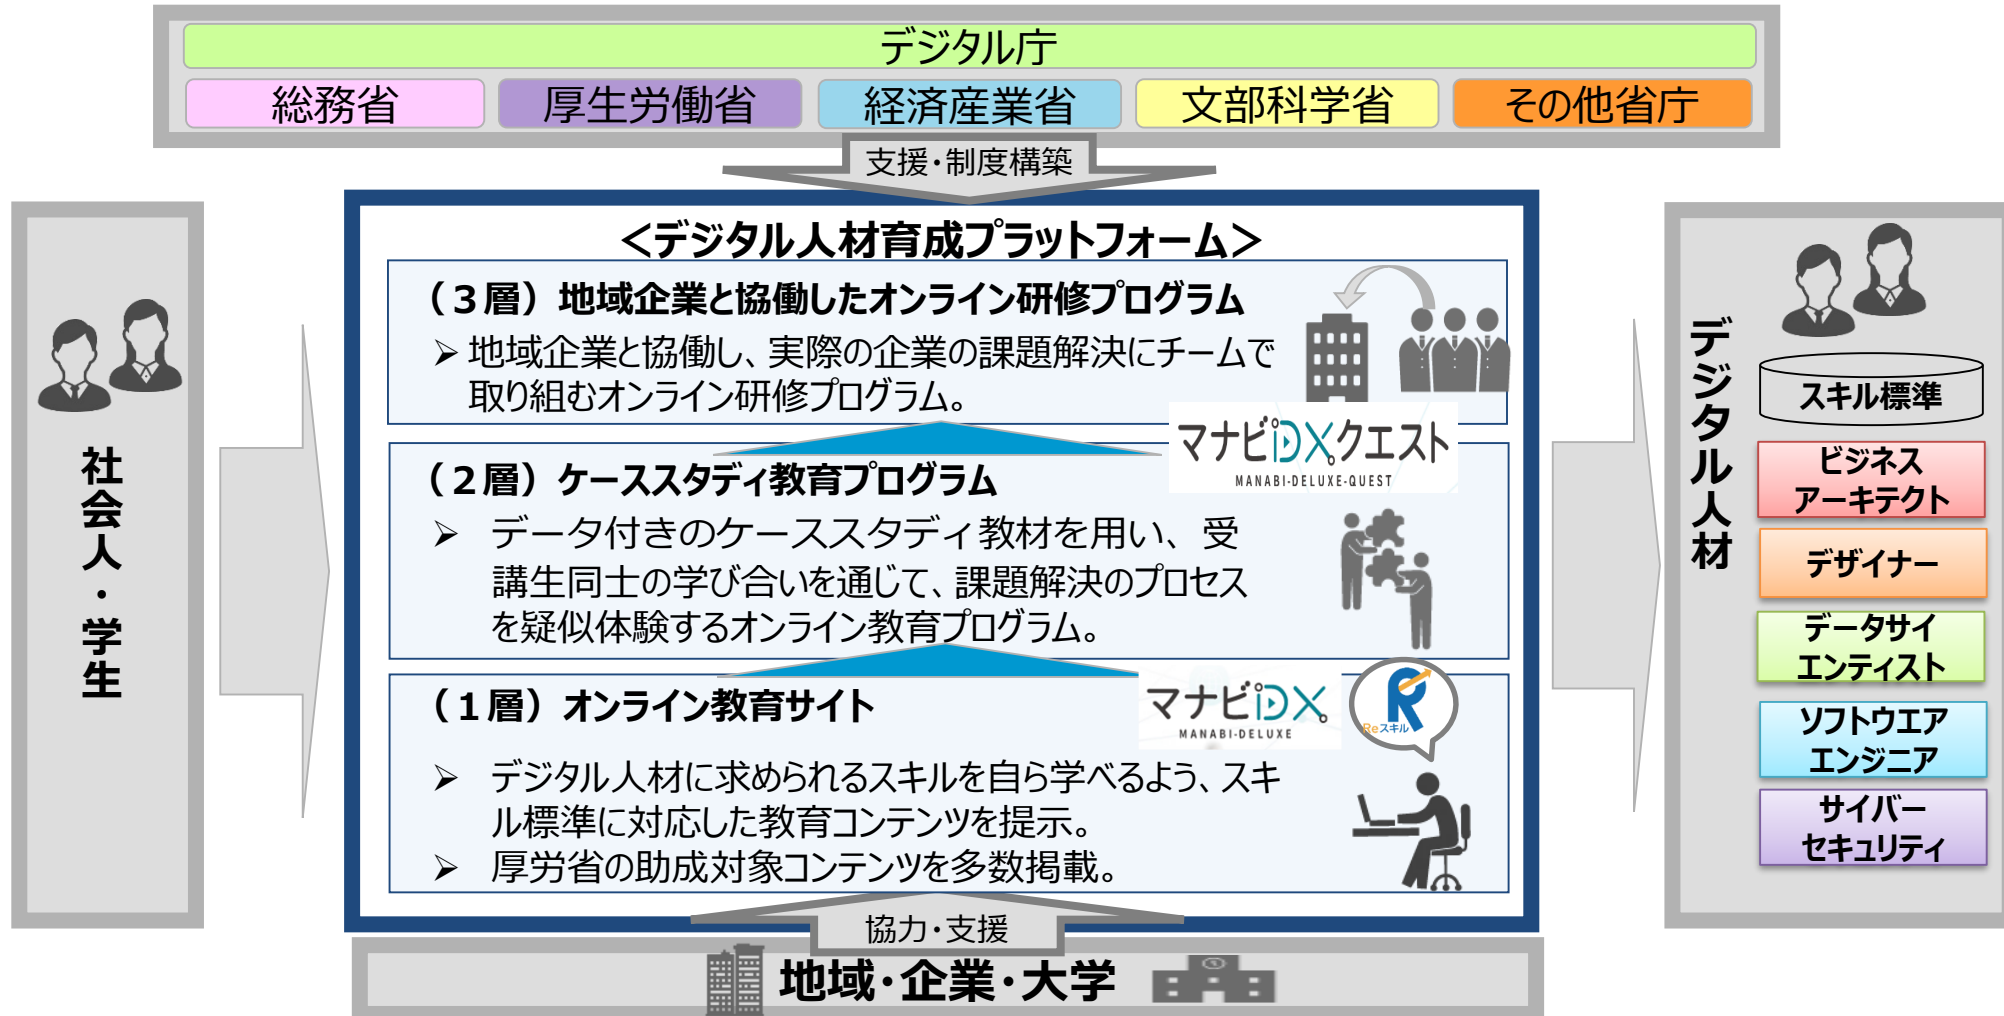 デジタル庁
総務省
厚生労働省
経済産業省
文部科学省
その他省庁
支援・制度構築
社会人・学生
＜デジタル人材育成プラットフォーム＞
（３層）地域企業と協働したオンライン研修プログラム
➢ 地域企業と協働し、実際の企業の課題解決にチームで
取り組むオンライン研修プログラム。
マナビDXクエスト
MANABI-DELUXE-QUEST
（２層）ケーススタディ教育プログラム
➢ データ付きのケーススタディ教材を用い、受
講生同士の学び合いを通じて、課題解決のプロセス
を疑似体験するオンライン教育プログラム。
（１層）オンライン教育サイト
マナビDX
MANABI-DELUXE
Reスキル
➢ デジタル人材に求められるスキルを自ら学べるよう、スキ
ル標準に対応した教育コンテンツを提示。
➢ 厚労省の助成対象コンテンツを多数掲載。
協力・支援
地域・企業・大学
デジタル人材
スキル標準
ビジネス
アーキテクト
デザイナー
データサイ
エンティスト
ソフトウエア
エンジニア
サイバー
セキュリティ